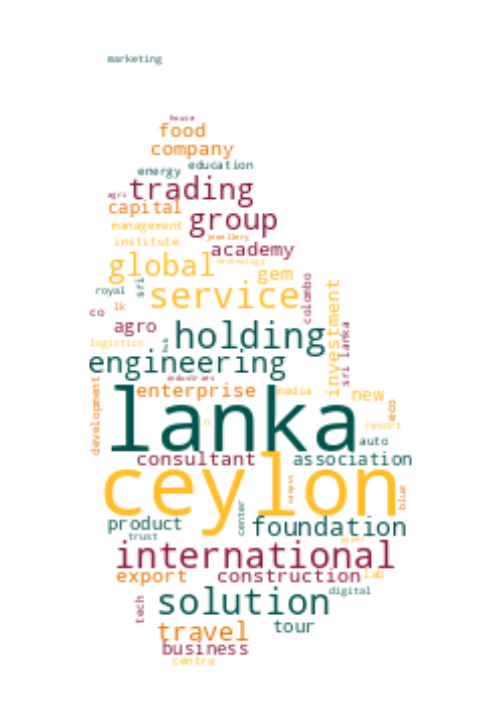 marketing
house
food
company
education
energy
trading
agri
capital
group
management
jewellery
institute
academy
technology
global
gem
sri
royal
service
colombo
investment
lk
co
agro
holding
sri lanka
logistics
hub
engineering
industries
development
enterprise
media
new
eco
lanka
resort
auto
consultant
association
ceylon
campus
blue
product
center
foundation
trust
international
export
construction
lab
digital
tech
solution
travel
tour
business
centre